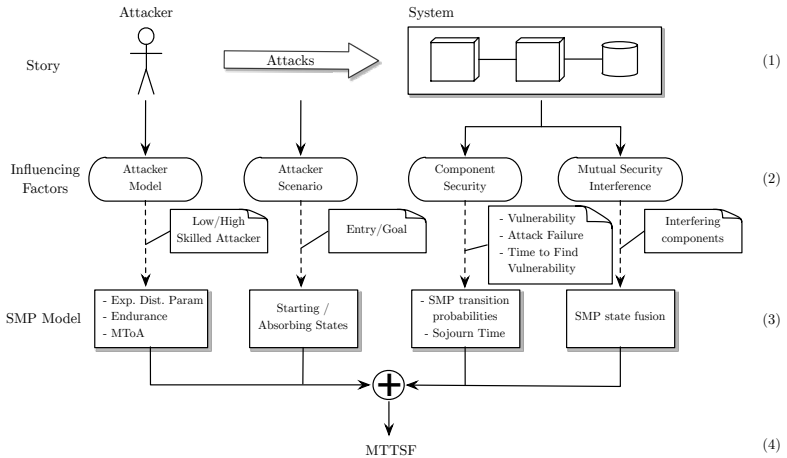 Attacker
System
Story
Attacks
(1)
Influencing
Factors
Attacker
Model
Attacker
Scenario
Component
Security
Mutual Security
Interference
(2)
Low/High
Skilled Attacker
Entry/Goal
- Vulnerability
- Attack Failure
- Time to Find
Vulnerability
Interfering
components
SMP Model
- Exp. Dist. Param
- Endurance
- MToA
Starting /
Absorbing States
- SMP transition
probabilities
- Sojourn Time
SMP state fusion
(3)
MTTSF
(4)